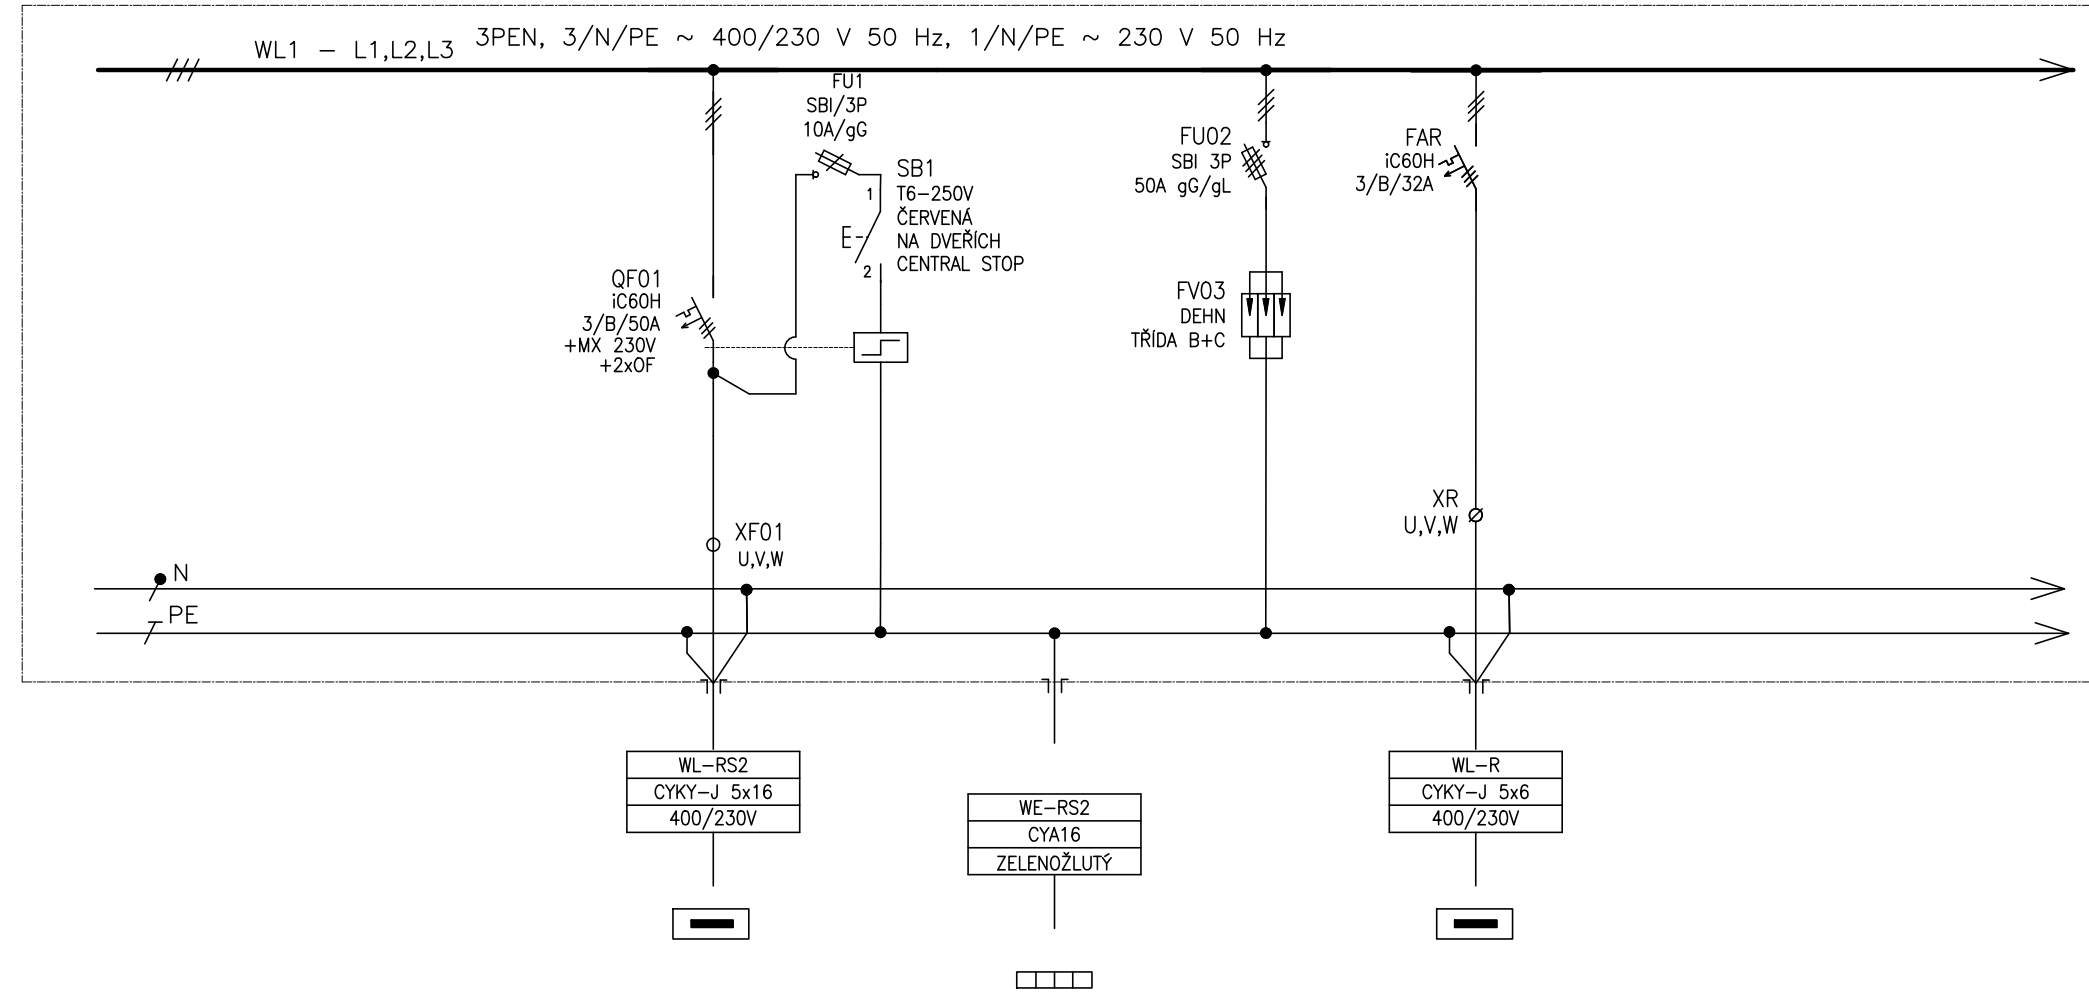 WL1 – L1,L2,L3 3PEN, 3/N/PE ~ 400/230 V 50 Hz, 1/N/PE ~ 230 V 50 Hz
FU1
SBI/3P
10A/gG
SB1
T6–250V
ČERVENÁ
NA DVEŘÍCH
CENTRAL STOP
1
E
2
QF01
iC60H
3/B/50A
+MX 230V
+2xOF
FU02
SBI 3P
50A gG/gL
FV03
DEHN
TŘÍDA B+C
FAR
iC60H
3/B/32A
XF01
U,V,W
XR
U,V,W
N
PE
WL–RS2
CYKY–J 5x16
400/230V
WE–RS2
CYA16
ZELENOŽLUTÝ
WL–R
CYKY–J 5x6
400/230V